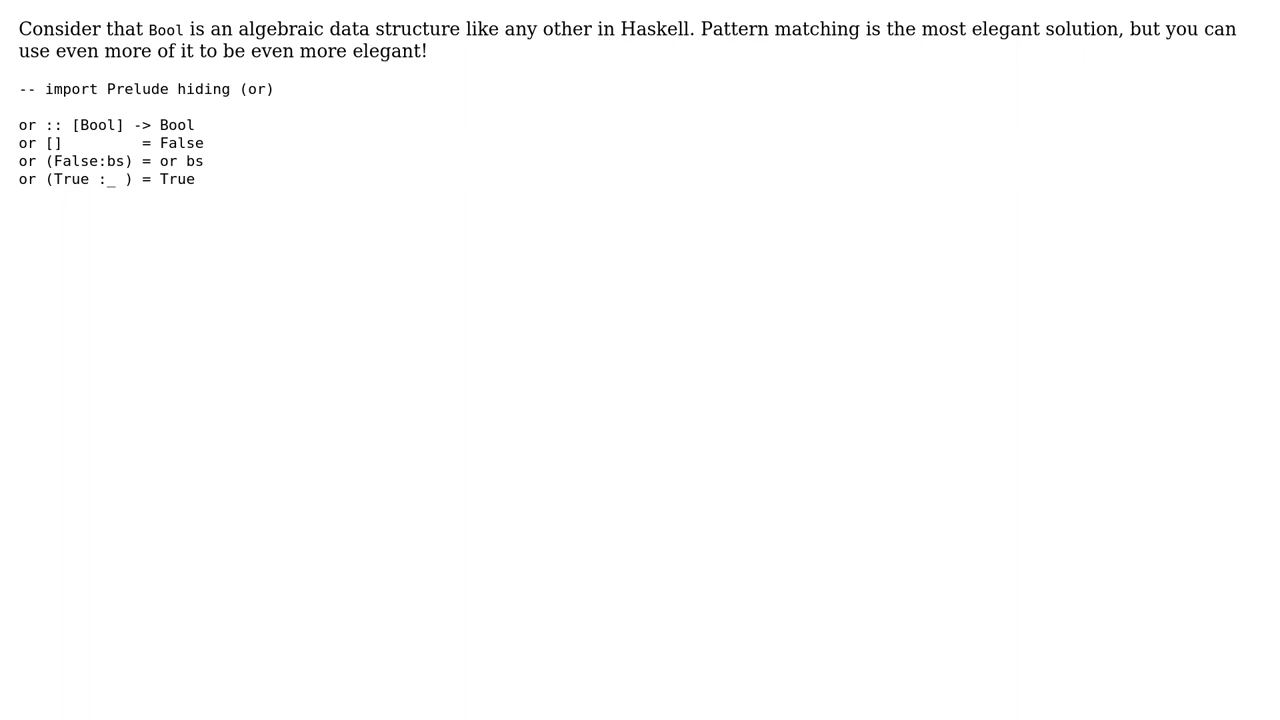 Consider that Bool is an algebraic data structure like any other in Haskell. Pattern matching is the most elegant solution, but you can
use even more of it to be even more elegant!
-- import Prelude hiding (or)
or :: [Bool] -> Bool
or []         = False
or (False:bs) = or bs
or (True :_ ) = True